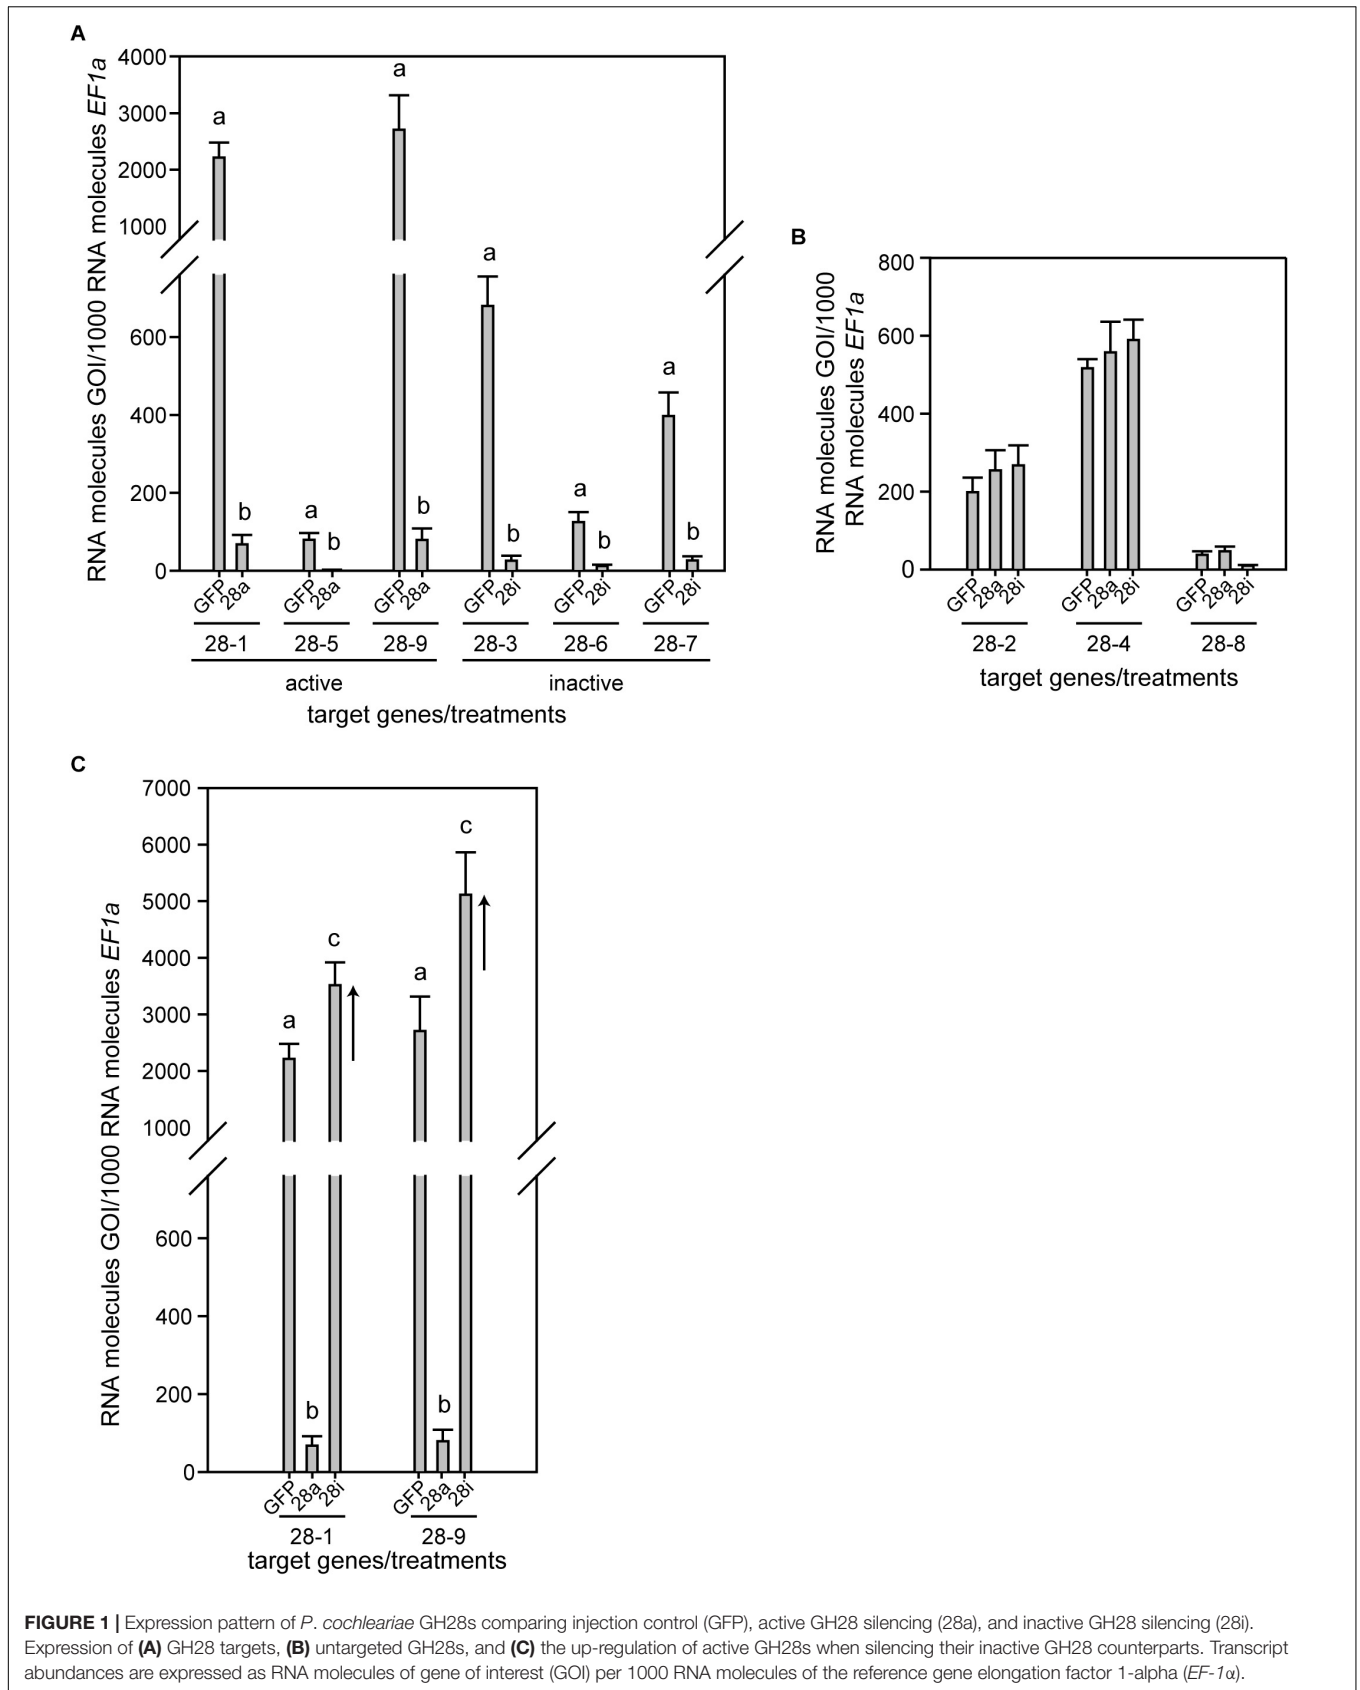 A
RNA molecules GOI/1000 RNA molecules EF1a
4000
3000
2000
1000
600
400
200
0
a
b
a
b
a
b
a
b
a
b
a
b
GFP 28a GFP 28a GFP 28a GFP 28i GFP 28i GFP 28i
28-1 28-5 28-9 28-3 28-6 28-7
active inactive
target genes/treatments
B
RNA molecules GOI/1000
RNA molecules EF1a
800
600
400
200
0
GFP 28a 28i GFP 28a 28i GFP 28a 28i
28-2 28-4 28-8
target genes/treatments
C
RNA molecules GOI/1000 RNA molecules EF1a
7000
6000
5000
4000
3000
2000
1000
600
400
200
0
a
b
c
a
b
c
GFP 28a 28i GFP 28a 28i
28-1 28-9
target genes/treatments
FIGURE 1 | Expression pattern of P. cochleariae GH28s comparing injection control (GFP), active GH28 silencing (28a), and inactive GH28 silencing (28i).
Expression of (A) GH28 targets, (B) untargeted GH28s, and (C) the up-regulation of active GH28s when silencing their inactive GH28 counterparts. Transcript
abundances are expressed as RNA molecules of gene of interest (GOI) per 1000 RNA molecules of the reference gene elongation factor 1-alpha (EF-1α).